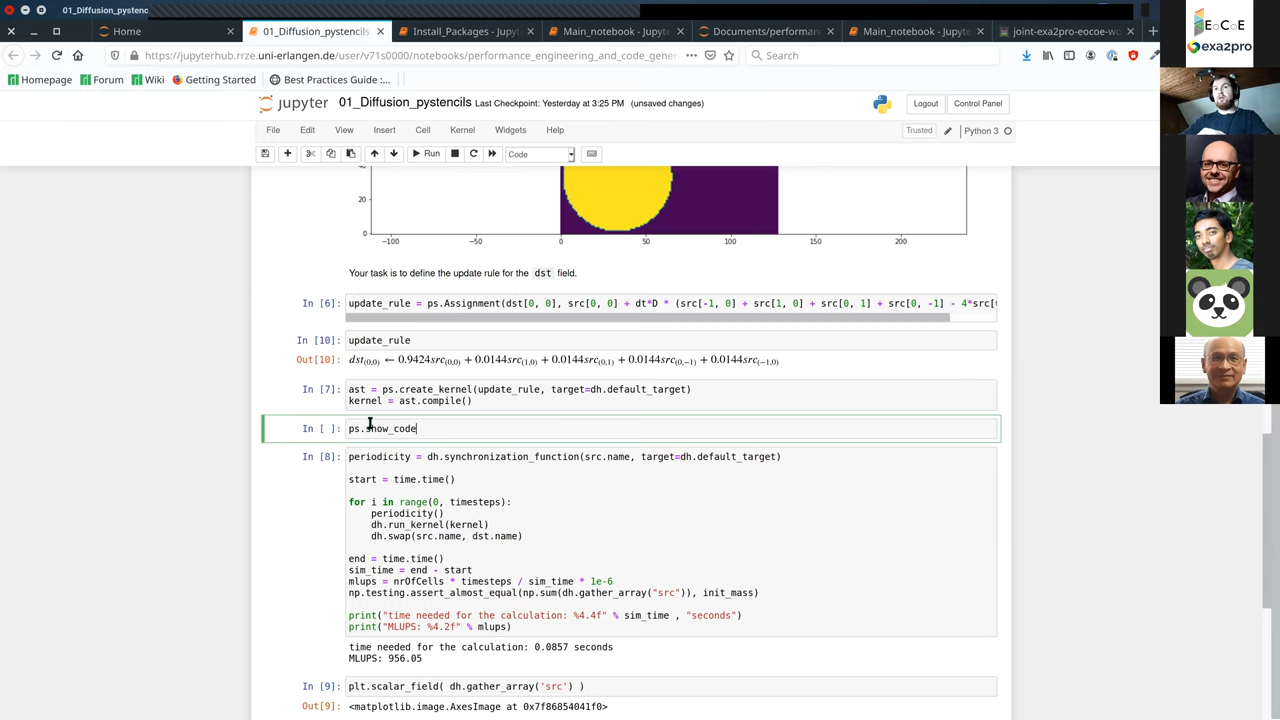 01_Diffusion_pystenc
Home
01_Diffusion_pystencils
Install_Packages - Jupyte
Main_notebook - Jupyte
Documents/performan
Main_notebook - Jupyte
joint-exa2pro-eocoe-wo
https://jupyterhub.rrze.uni-erlangen.de/user/v71s0000/notebooks/performance_engineering_and_code_gene
Search
Homepage
Forum
Wiki
Getting Started
Best Practices Guide :...
EoCoE
exa2pro
jupyter
01_Diffusion_pystencils
Last Checkpoint: Yesterday at 3:25 PM (unsaved changes)
Logout
Control Panel
File
Edit
View
Insert
Cell
Kernel
Widgets
Help
Trusted
Python 3
Run
Code
40
20
0
−100
−50
0
50
100
150
200
Your task is to define the update rule for the dst field.
In [6]:
update_rule = ps.Assignment(dst[0, 0], src[0, 0] + dt*D * (src[-1, 0] + src[1, 0] + src[0, 1] + src[0, -1] - 4*src[
In [10]:
update_rule
Out[10]:
dst(0,0) ← 0.9424src(0,0) + 0.0144src(1,0) + 0.0144src(0,1) + 0.0144src(0,−1) + 0.0144src(−1,0)
In [7]:
ast = ps.create_kernel(update_rule, target=dh.default_target)
kernel = ast.compile()
In [ ]:
ps.show_code
In [8]:
periodicity = dh.synchronization_function(src.name, target=dh.default_target)
start = time.time()
for i in range(0, timesteps):
periodicity()
dh.run_kernel(kernel)
dh.swap(src.name, dst.name)
end = time.time()
sim_time = end - start
mlups = nrOfCells * timesteps / sim_time * 1e-6
np.testing.assert_almost_equal(np.sum(dh.gather_array("src")), init_mass)
print("time needed for the calculation: %4.4f" % sim_time , "seconds")
print("MLUPS: %4.2f" % mlups)
time needed for the calculation: 0.0857 seconds
MLUPS: 956.05
In [9]:
plt.scalar_field( dh.gather_array('src') )
Out[9]:
<matplotlib.image.AxesImage at 0x7f86854041f0>